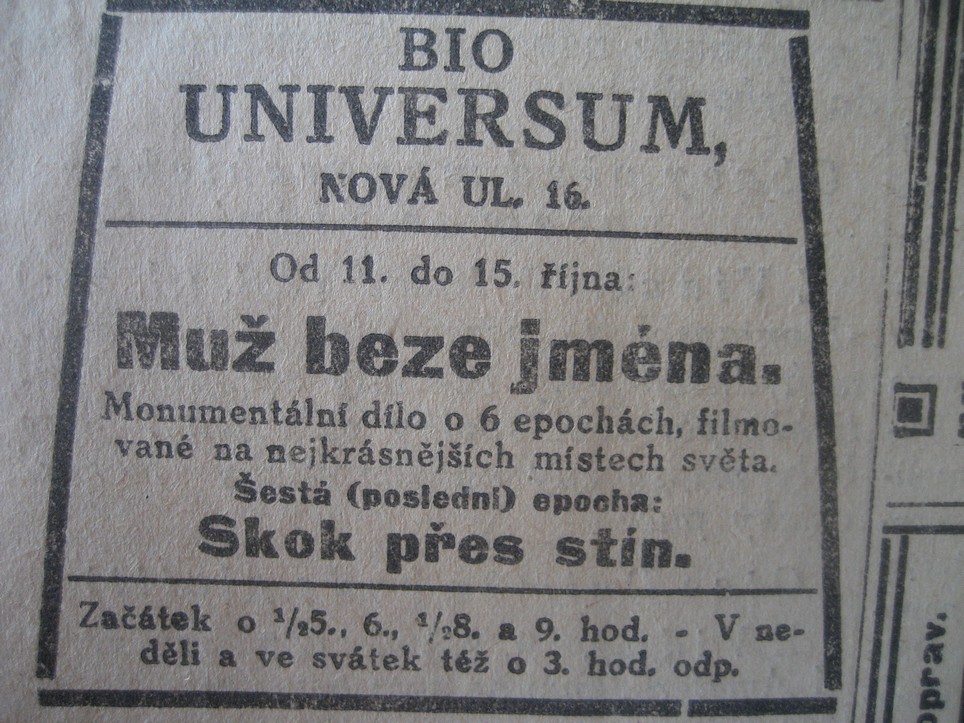 BIO
UNIVERSUM,
NOVÁ UL. 16.
Od 11. do 15. října:
Muž beze jména.
Monumentální dílo o 6 epochách, filmo-
vané na nejkrásnějších místech světa.
Šestá (poslední) epocha:
Skok přes stín.
Začátek o ½5., 6., ½8. a 9. hod. - V ne-
děli a ve svátek též o 3. hod. odp.
oprav.